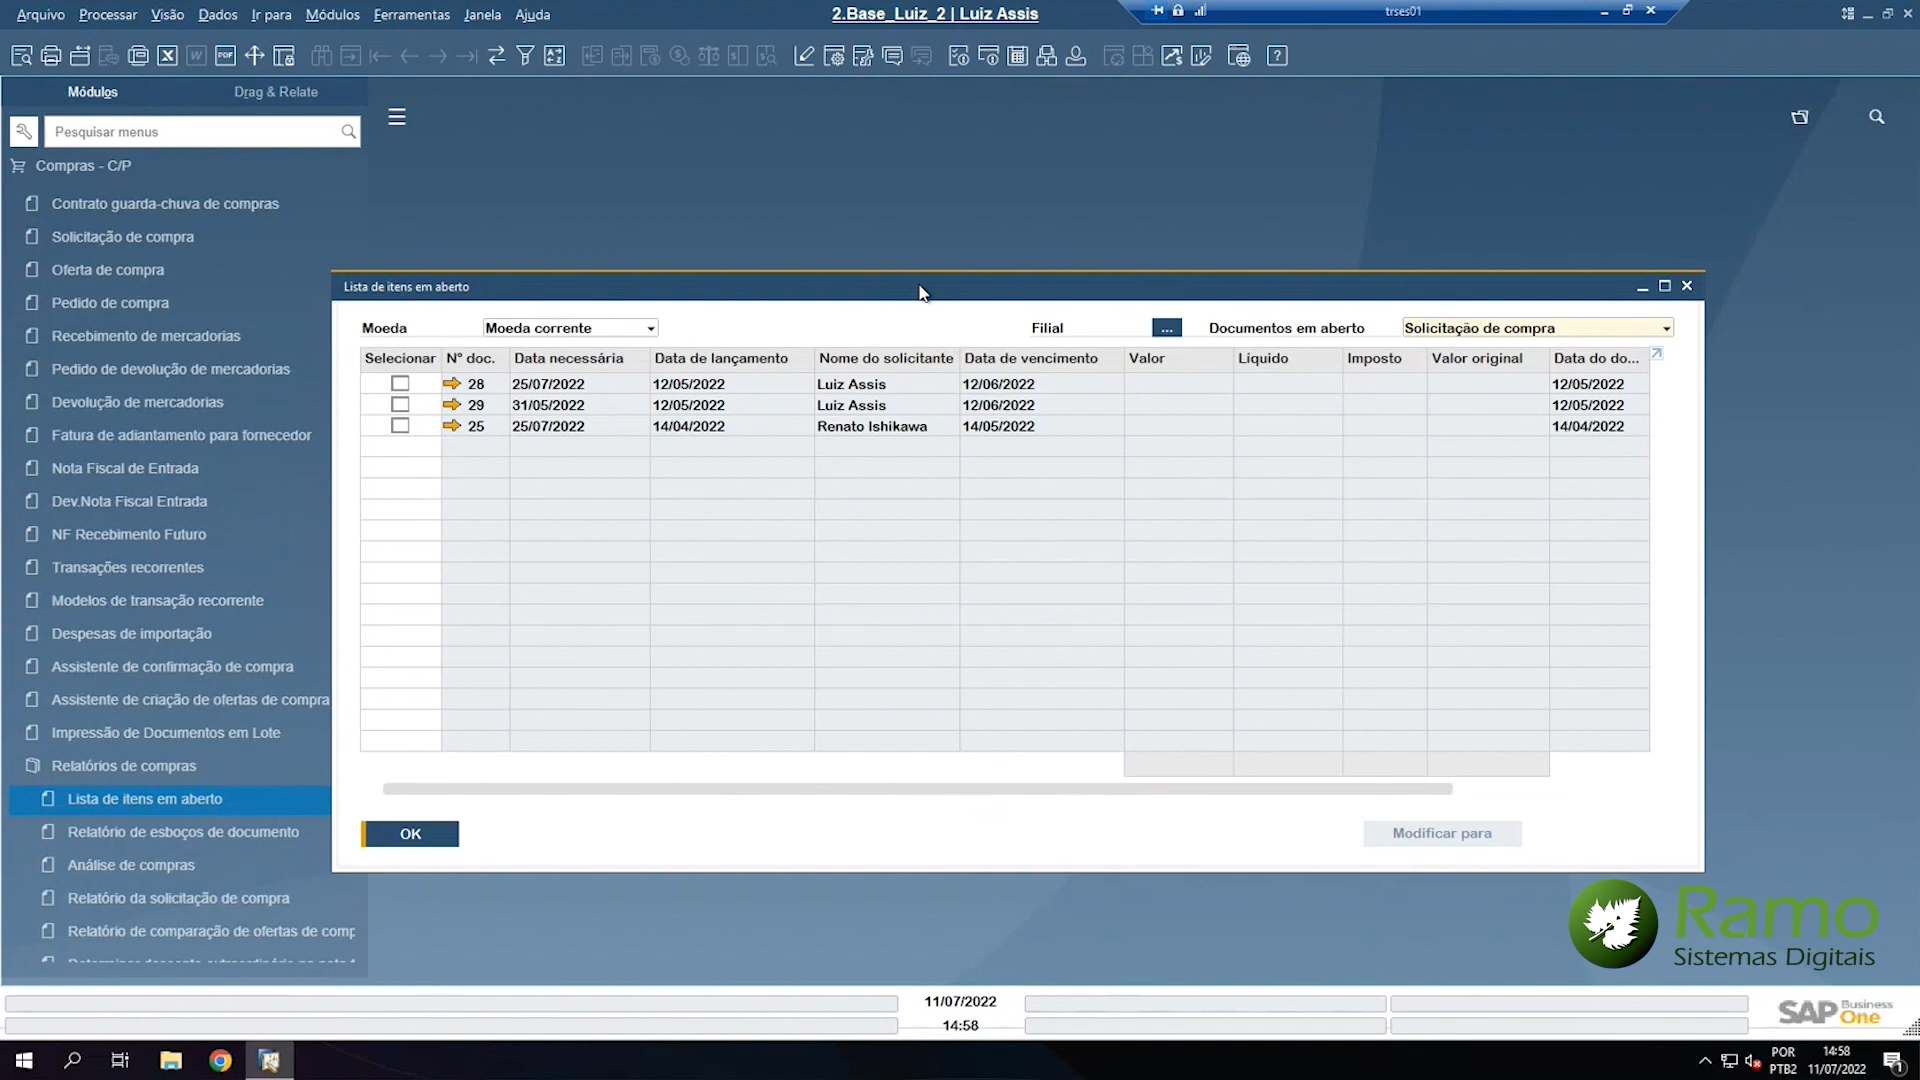 Arquivo Processar Visão Dados Ir para Módulos Ferramentas Janela Ajuda
2.Base_Luiz_2 | Luiz Assis
trses01
Módulos Drag & Relate
Pesquisar menus
Compras - C/P
Contrato guarda-chuva de compras
Solicitação de compra
Oferta de compra
Pedido de compra
Recebimento de mercadorias
Pedido de devolução de mercadorias
Devolução de mercadorias
Fatura de adiantamento para fornecedor
Nota Fiscal de Entrada
Dev.Nota Fiscal Entrada
NF Recebimento Futuro
Transações recorrentes
Modelos de transação recorrente
Despesas de importação
Assistente de confirmação de compra
Assistente de criação de ofertas de compra
Impressão de Documentos em Lote
Relatórios de compras
Lista de itens em aberto
Relatório de esboços de documento
Análise de compras
Relatório da solicitação de compra
Relatório de comparação de ofertas de comp
Lista de itens em aberto
Moeda Moeda corrente Filial ... Documentos em aberto Solicitação de compra
Selecionar N° doc. Data necessária Data de lançamento Nome do solicitante Data de vencimento Valor Líquido Imposto Valor original Data do do...
28 25/07/2022 12/05/2022 Luiz Assis 12/06/2022 12/05/2022
29 31/05/2022 12/05/2022 Luiz Assis 12/06/2022 12/05/2022
25 25/07/2022 14/04/2022 Renato Ishikawa 14/05/2022 14/04/2022
OK Modificar para
Ramo
Sistemas Digitais
11/07/2022
14:58
SAP Business One
POR
PTB2
14:58
11/07/2022
1